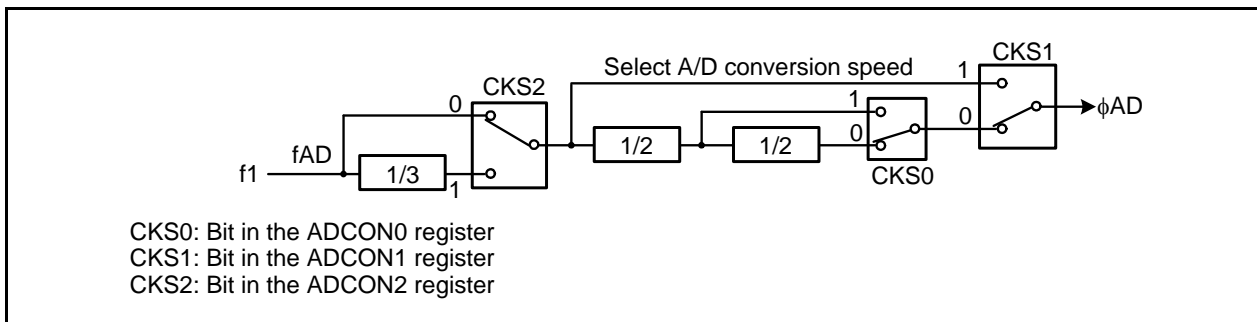 Select A/D conversion speed
CKS1
1
CKS2
1
0
0
0
ϕAD
fAD
1/2
1/2
f1
1/3
1
CKS0
CKS0: Bit in the ADCON0 register
CKS1: Bit in the ADCON1 register
CKS2: Bit in the ADCON2 register